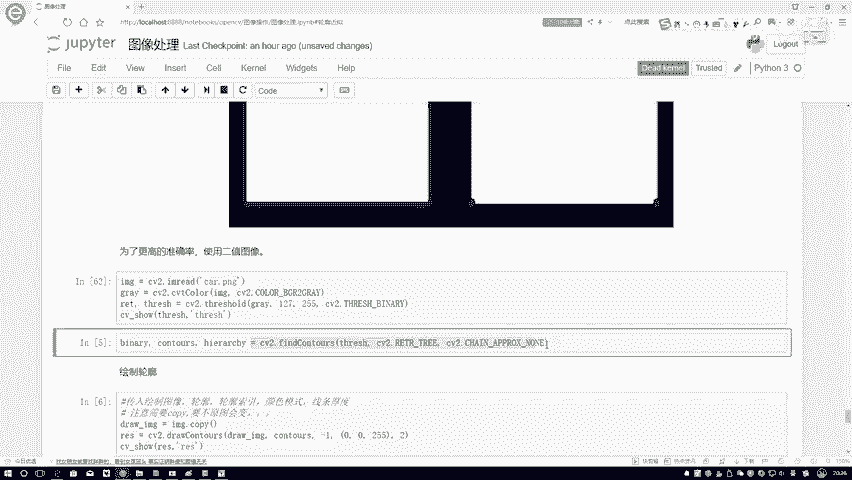 图像处理
http://localhost:8888/notebooks/opencv/图像操作/图像处理.ipynb#轮廓近似
点此搜索
jupyter 图像处理 Last Checkpoint: an hour ago (unsaved changes)
Logout
File Edit View Insert Cell Kernel Widgets Help
Dead kernel Trusted Python 3
Code
为了更高的准确率，使用二值图像。
In [62]: img = cv2.imread('car.png')
gray = cv2.cvtColor(img, cv2.COLOR_BGR2GRAY)
ret, thresh = cv2.threshold(gray, 127, 255, cv2.THRESH_BINARY)
cv_show(thresh,'thresh')
In [5]: binary, contours, hierarchy = cv2.findContours(thresh, cv2.RETR_TREE, cv2.CHAIN_APPROX_NONE)
绘制轮廓
In [6]: #传入绘制图像，轮廓，轮廓索引，颜色模式，线条厚度
# 注意需要copy,要不原图会变。。。
draw_img = img.copy()
res = cv2.drawContours(draw_img, contours, -1, (0, 0, 255), 2)
cv_show(res,'res')
150%
20:26